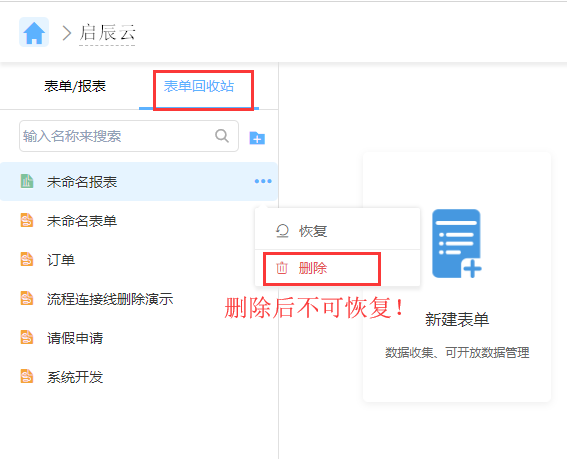 启辰云
表单/报表
表单回收站
输入名称来搜索
未命名报表
恢复
删除
删除后不可恢复！
未命名表单
订单
流程连接线删除演示
请假申请
系统开发
新建表单
数据收集、可开放数据管理